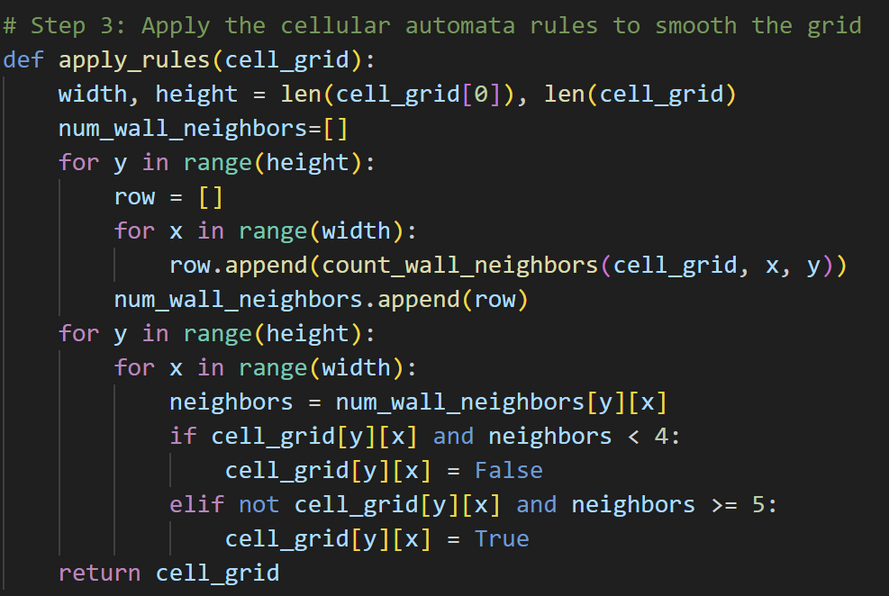 # Step 3: Apply the cellular automata rules to smooth the grid
def apply_rules(cell_grid):
    width, height = len(cell_grid[0]), len(cell_grid)
    num_wall_neighbors=[]
    for y in range(height):
        row = []
        for x in range(width):
            row.append(count_wall_neighbors(cell_grid, x, y))
        num_wall_neighbors.append(row)
    for y in range(height):
        for x in range(width):
            neighbors = num_wall_neighbors[y][x]
            if cell_grid[y][x] and neighbors < 4:
                cell_grid[y][x] = False
            elif not cell_grid[y][x] and neighbors >= 5:
                cell_grid[y][x] = True
    return cell_grid